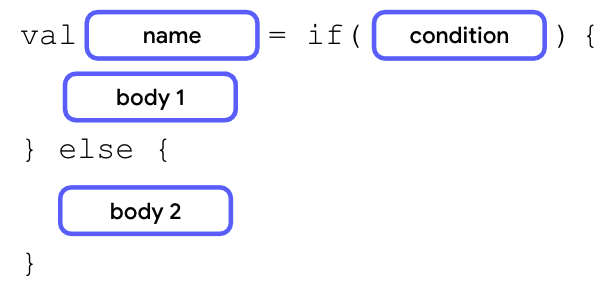 val name = if( condition ) {
body 1
} else {
body 2
}